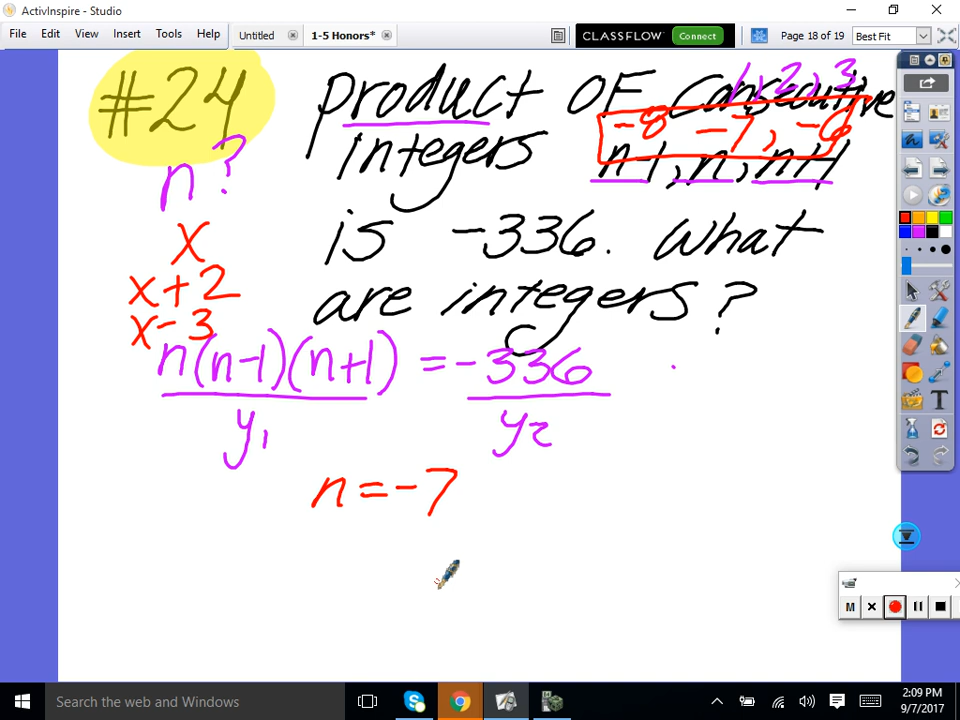 ActivInspire - Studio
File Edit View Insert Tools Help Untitled 1-5 Honors* CLASSFLOW Connect Page 18 of 19 Best Fit
#24 product OF Consecutive
1, 2, 3
-8 -7, -6
n? Integers n-1, n, n+1
x is -336. What
x+2 are integers?
x-3
n(n-1)(n+1) = -336
y1 y2
n=-7
M
Search the web and Windows
2:09 PM
9/7/2017